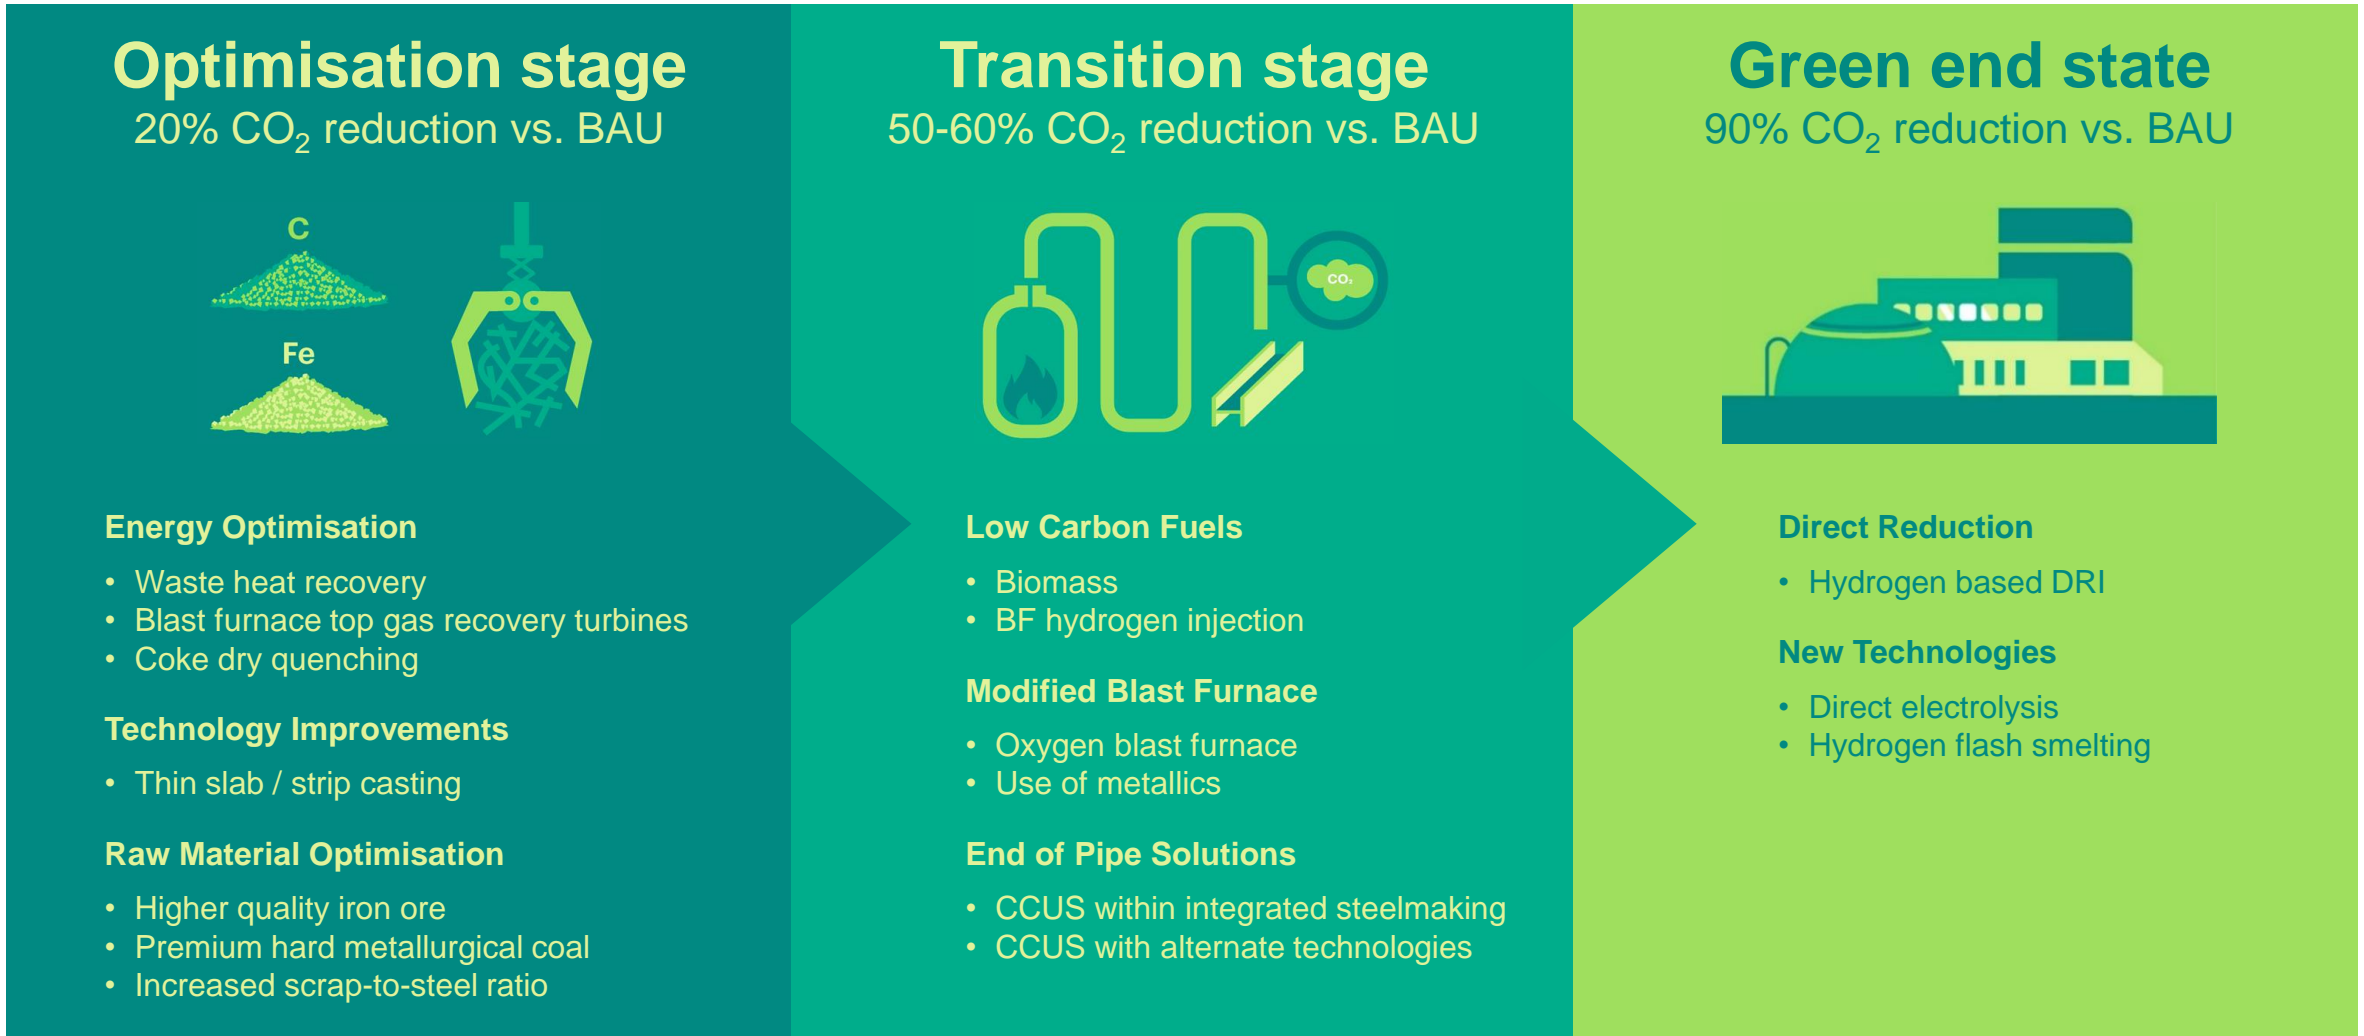 Optimisation stage
20% CO₂ reduction vs. BAU
C
Fe
Energy Optimisation
• Waste heat recovery
• Blast furnace top gas recovery turbines
• Coke dry quenching
Technology Improvements
• Thin slab / strip casting
Raw Material Optimisation
• Higher quality iron ore
• Premium hard metallurgical coal
• Increased scrap-to-steel ratio
Transition stage
50-60% CO₂ reduction vs. BAU
CO₂
Low Carbon Fuels
• Biomass
• BF hydrogen injection
Modified Blast Furnace
• Oxygen blast furnace
• Use of metallics
End of Pipe Solutions
• CCUS within integrated steelmaking
• CCUS with alternate technologies
Green end state
90% CO₂ reduction vs. BAU
Direct Reduction
• Hydrogen based DRI
New Technologies
• Direct electrolysis
• Hydrogen flash smelting